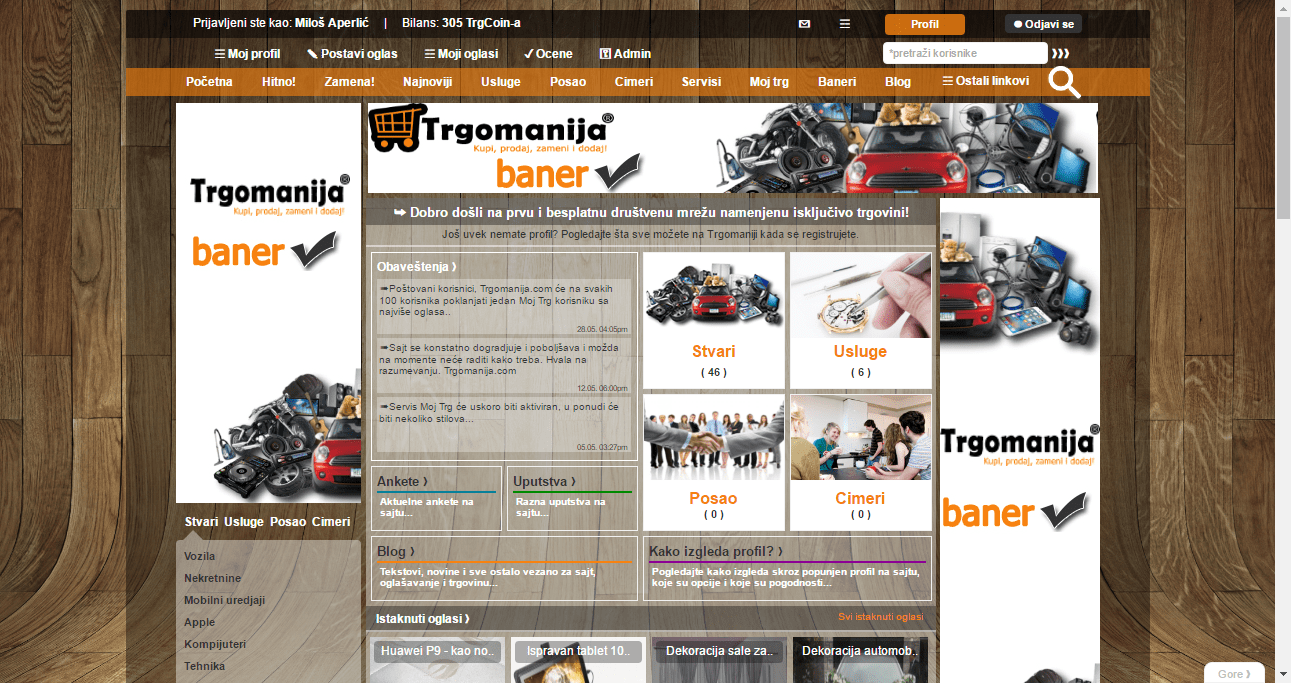 Prijavljeni ste kao: Miloš Aperlić | Bilans: 305 TrgCoin-a
Profil
Odjavi se
Moj profil
Postavi oglas
Moji oglasi
Ocene
Admin
*pretraži korisnike
Početna Hitno! Zamena! Najnoviji Usluge Posao Cimeri Servisi Moj trg Baneri Blog Ostali linkovi
Trgomanija®
Kupi, prodaj, zameni i dodaj!
baner
Trgomanija®
Kupi, prodaj, zameni i dodaj!
baner
Dobro došli na prvu i besplatnu društvenu mrežu namenjenu isključivo trgovini!
Još uvek nemate profil? Pogledajte šta sve možete na Trgomaniji kada se registrujete.
Obaveštenja ⟩
➠Poštovani korisnici, Trgomanija.com će na svakih
100 korisnika poklanjati jedan Moj Trg korisniku sa
najviše oglasa..
28.05. 04:05pm
➠Sajt se konstatno dogradjuje i poboljšava i možda
na momente neće raditi kako treba. Hvala na
razumevanju. Trgomanija.com
12.05. 06:00pm
➠Servis Moj Trg će uskoro biti aktiviran, u ponudi će
biti nekoliko stilova...
05.05. 03:27pm
Stvari
( 46 )
Usluge
( 6 )
Posao
( 0 )
Cimeri
( 0 )
Ankete ⟩
Aktuelne ankete na
sajtu...
Uputstva ⟩
Razna uputstva na
sajtu...
Blog ⟩
Tekstovi, novine i sve ostalo vezano za sajt,
oglašavanje i trgovinu...
Kako izgleda profil? ⟩
Pogledajte kako izgleda skroz popunjen profil na sajtu,
koje su opcije i koje su pogodnosti...
Trgomanija®
Kupi, prodaj, zameni i dodaj!
baner
Stvari Usluge Posao Cimeri
Vozila
Nekretnine
Mobilni uredjaji
Apple
Kompijuteri
Tehnika
Istaknuti oglasi ⟩
Svi istaknuti oglasi
Huawei P9 - kao no..
Ispravan tablet 10..
Dekoracija sale za..
Dekoracija automob..
Gore ⟩